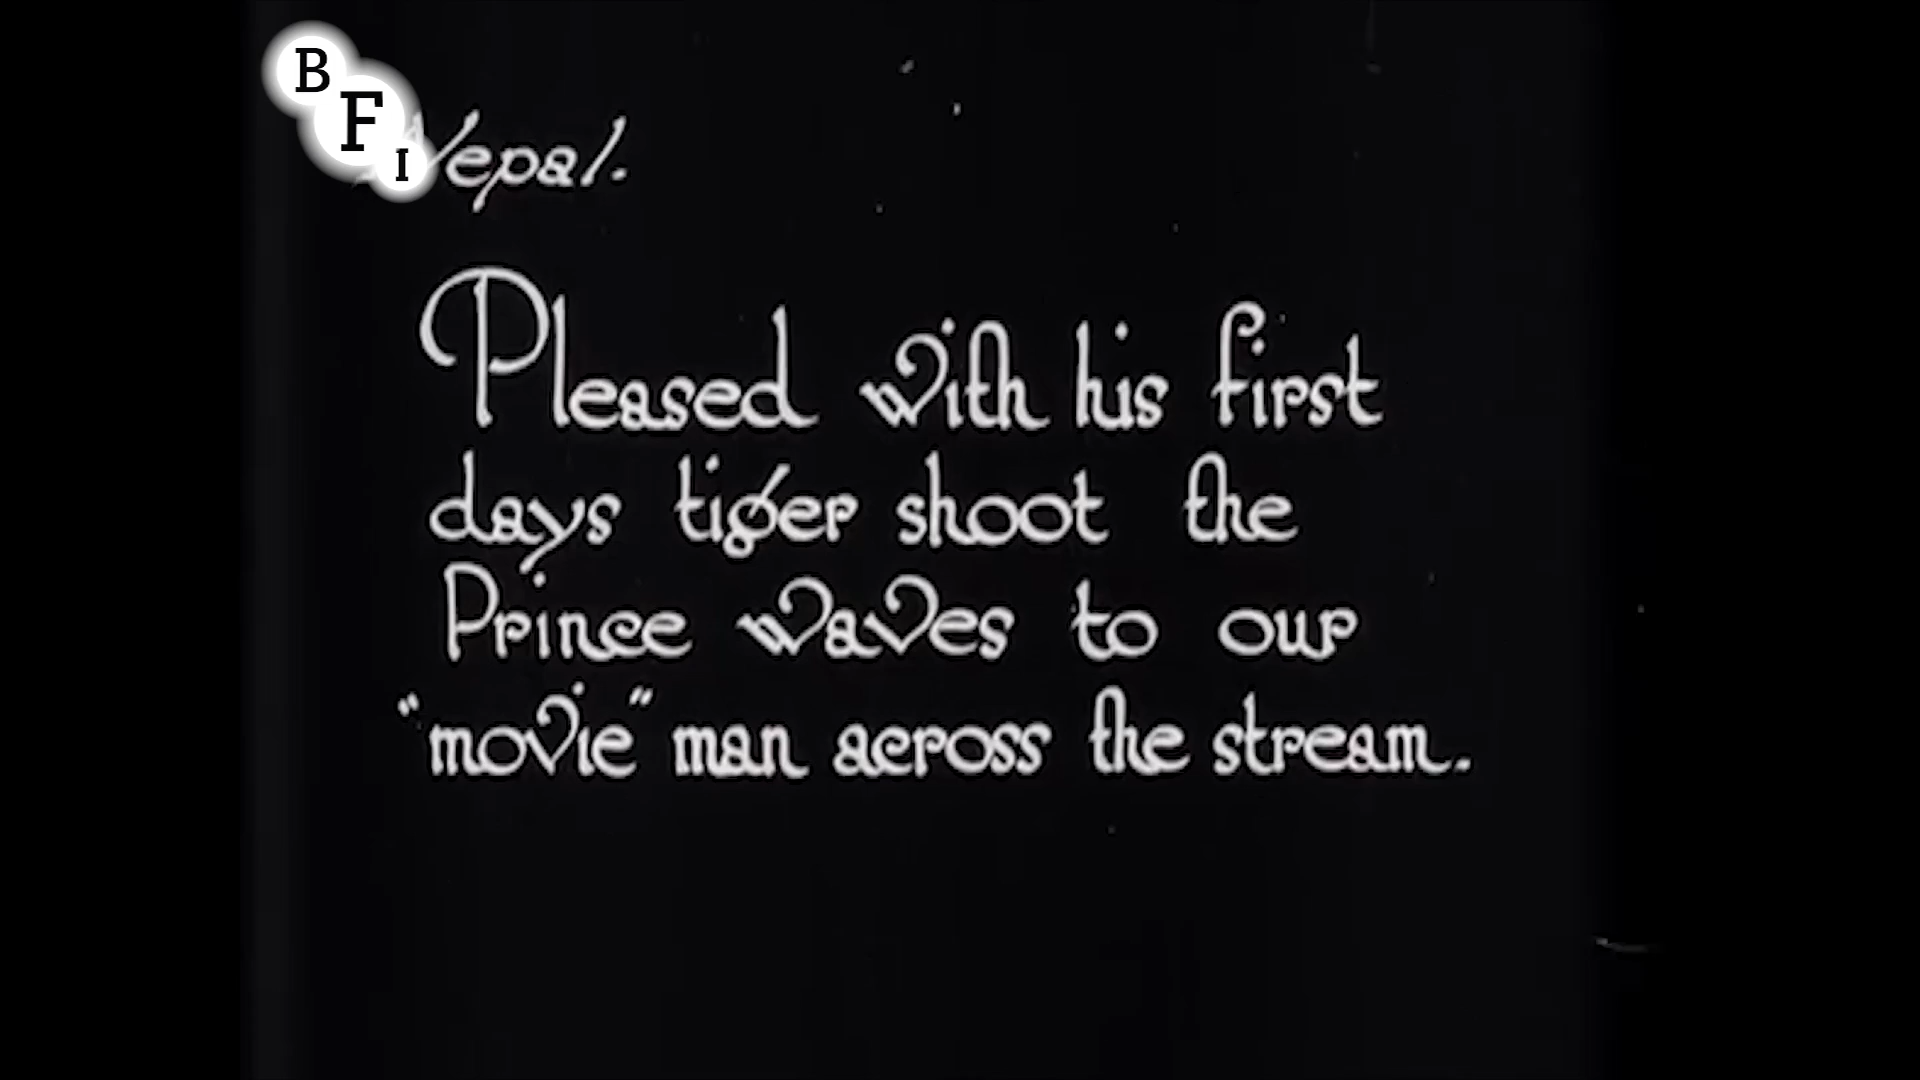 BFI
Nepal.
Pleased with his first
days tiger shoot the
Prince waves to our
"movie" man across the stream.